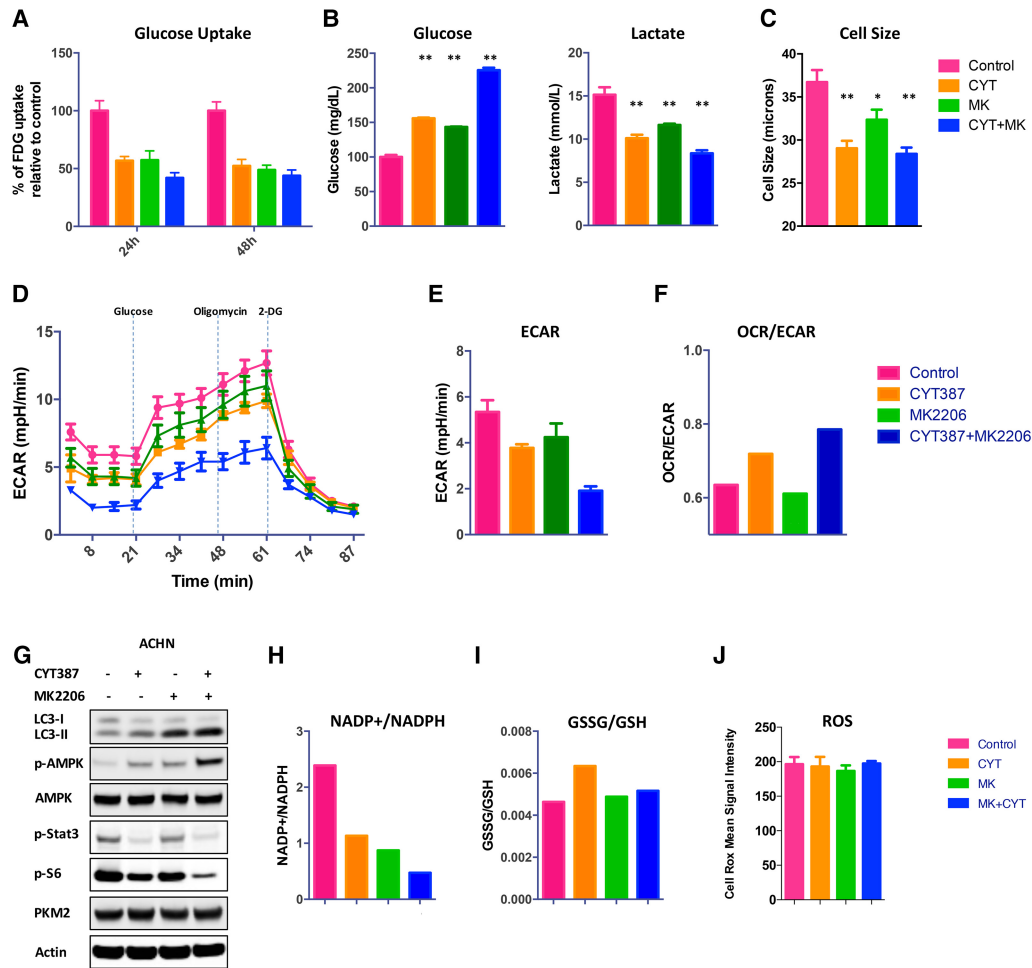 A
Glucose Uptake
% of FDG uptake
relative to control
150
100
50
0
24h
48h
B
Glucose
Glucose (mg/dL)
250
200
150
100
50
0
** ** **
Lactate
Lactate (mmol/L)
20
15
10
5
0
** ** **
C
Cell Size
Cell Size (microns)
40
35
30
25
20
** * **
Control
CYT
MK
CYT+MK
D
Glucose Oligomycin 2-DG
ECAR (mpH/min)
15
10
5
0
8 21 34 48 61 74 87
Time (min)
E
ECAR
ECAR (mpH/min)
8
6
4
2
0
F
OCR/ECAR
OCR/ECAR
1.0
0.8
0.6
Control
CYT387
MK2206
CYT387+MK2206
G
ACHN
CYT387 - + - +
MK2206 - - + +
LC3-I
LC3-II
p-AMPK
AMPK
p-Stat3
p-S6
PKM2
Actin
H
NADP+/NADPH
NADP+/NADPH
3
2
1
0
I
GSSG/GSH
GSSG/GSH
0.008
0.006
0.004
0.002
0.000
J
ROS
Cell Rox Mean Signal Intensity
250
200
150
100
50
0
Control
CYT
MK
MK+CYT